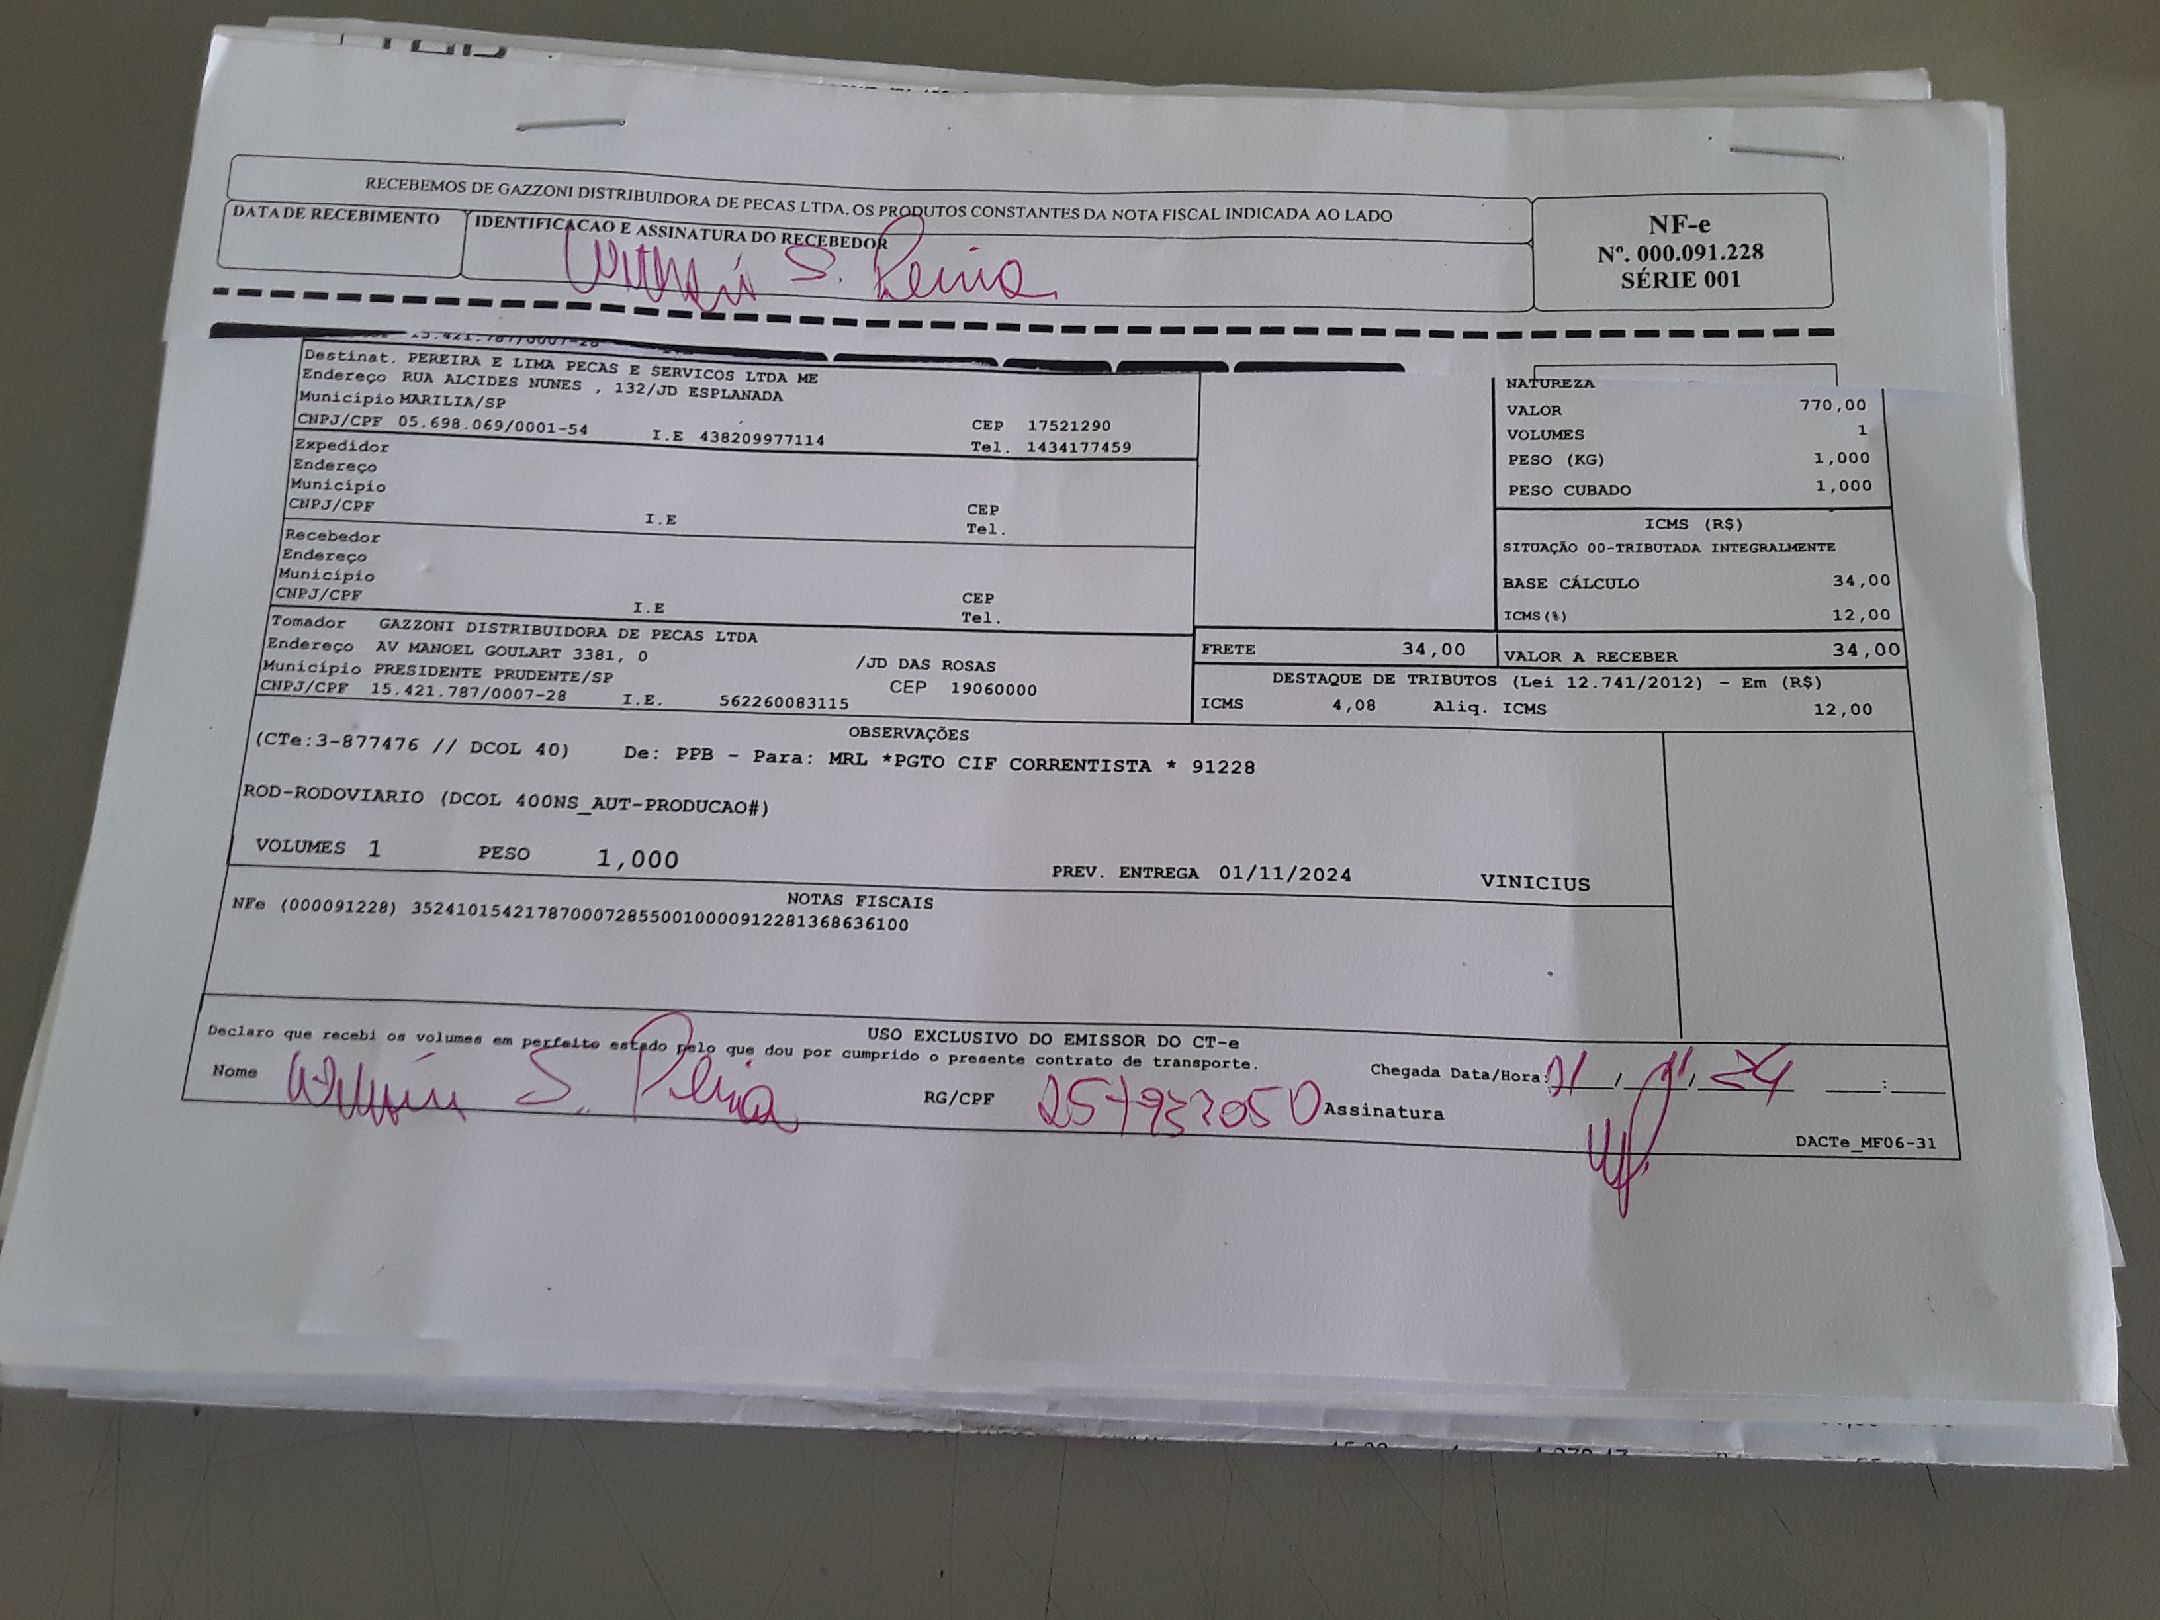 RECEBEMOS DE GAZZONI DISTRIBUIDORA DE PECAS LTDA. OS PRODUTOS CONSTANTES DA NOTA FISCAL INDICADA AO LADO
DATA DE RECEBIMENTO
IDENTIFICACAO E ASSINATURA DO RECEBEDOR
S.
NF-e
Nº. 000.091.228
SÉRIE 001
15.421.787/0007-28
Destinat. PEREIRA E LIMA PECAS E SERVICOS LTDA ME
Endereço RUA ALCIDES NUNES , 132/JD ESPLANADA
Município MARILIA/SP CEP 17521290
CNPJ/CPF 05.698.069/0001-54 I.E 438209977114 Tel. 1434177459
Expedidor
Endereço
Município CEP
CNPJ/CPF I.E Tel.
Recebedor
Endereço
Município CEP
CNPJ/CPF I.E Tel.
Tomador GAZZONI DISTRIBUIDORA DE PECAS LTDA
Endereço AV MANOEL GOULART 3381, 0 /JD DAS ROSAS
Município PRESIDENTE PRUDENTE/SP CEP 19060000
CNPJ/CPF 15.421.787/0007-28 I.E. 562260083115
NATUREZA
VALOR 770,00
VOLUMES 1
PESO (KG) 1,000
PESO CUBADO 1,000
ICMS (R$)
SITUAÇÃO 00-TRIBUTADA INTEGRALMENTE
BASE CÁLCULO 34,00
ICMS(%) 12,00
FRETE 34,00 VALOR A RECEBER 34,00
DESTAQUE DE TRIBUTOS (Lei 12.741/2012) - Em (R$)
ICMS 4,08 Aliq. ICMS 12,00
OBSERVAÇÕES
(CTe:3-877476 // DCOL 40) De: PPB - Para: MRL *PGTO CIF CORRENTISTA * 91228
ROD-RODOVIARIO (DCOL 400NS_AUT-PRODUCAO#)
VOLUMES 1 PESO 1,000 PREV. ENTREGA 01/11/2024 VINICIUS
NOTAS FISCAIS
NFe (000091228) 35241015421787000728550010000912281368636100
USO EXCLUSIVO DO EMISSOR DO CT-e
Declaro que recebi os volumes em perfeito estado pelo que dou por cumprido o presente contrato de transporte.
Nome S. RG/CPF Assinatura
Chegada Data/Hora: / / 24 :
DACTe_MF06-31